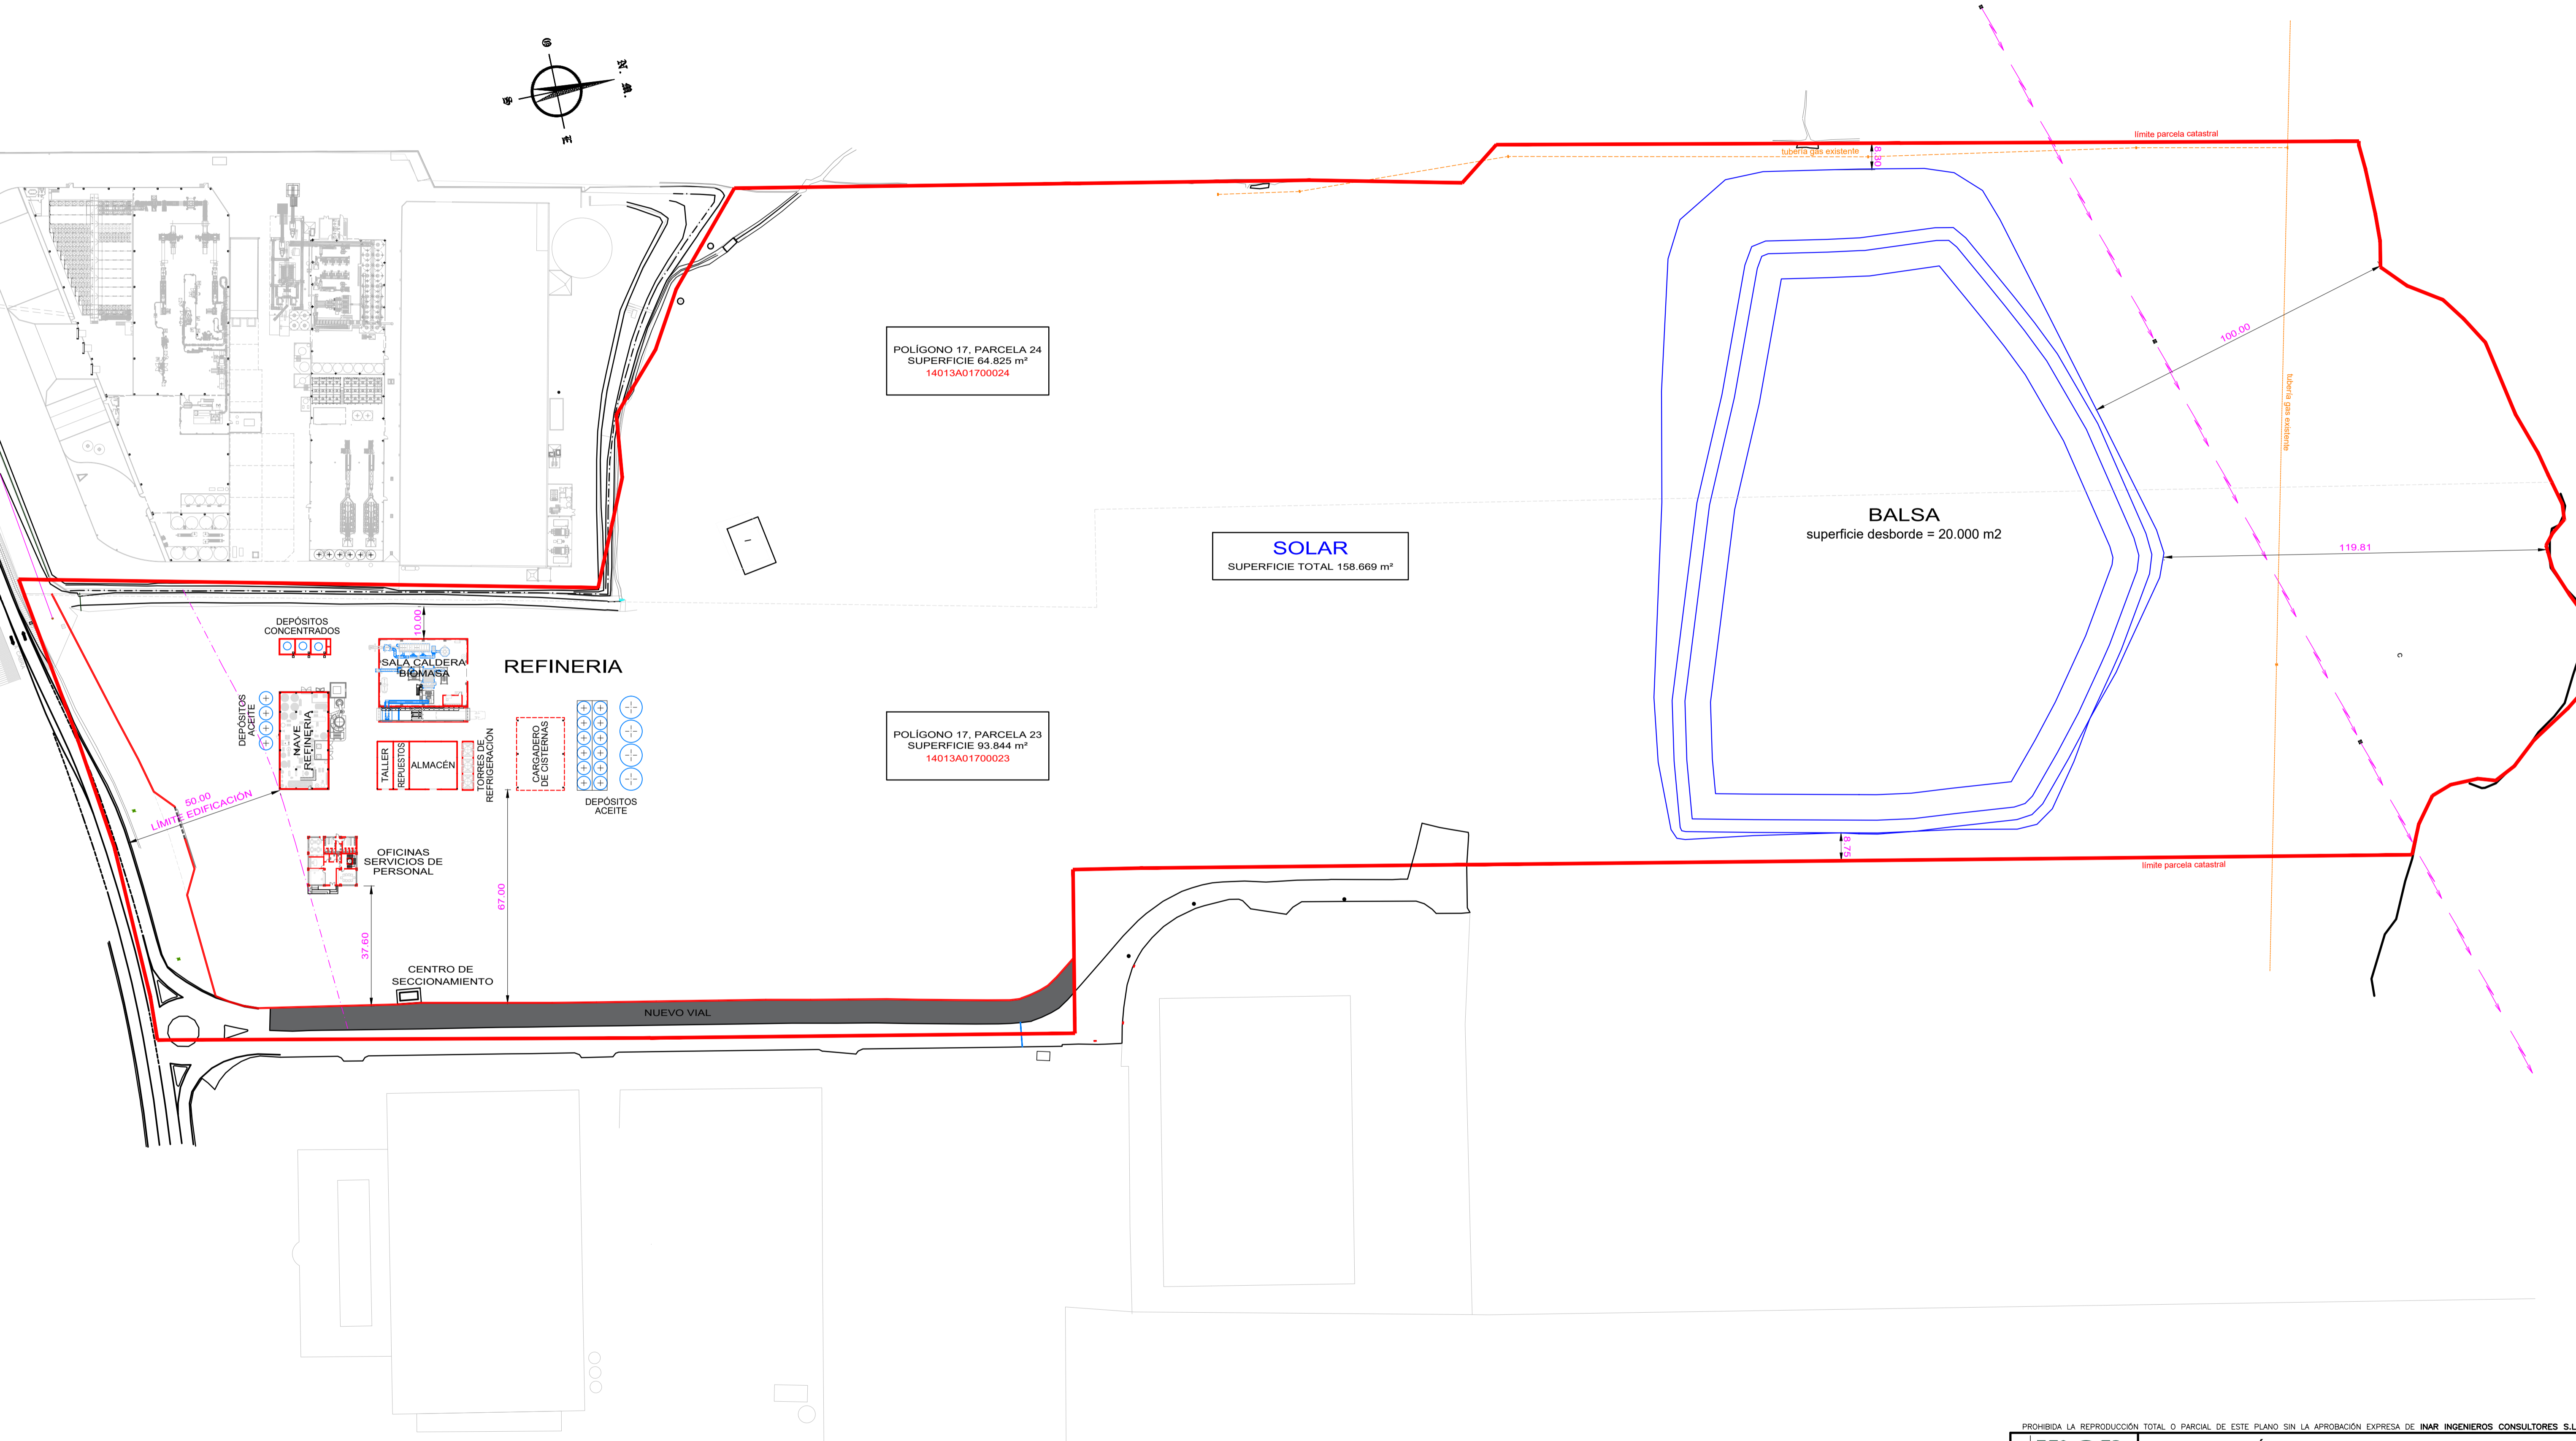 N. m.
límite parcela catastral
tubería gas existente
8.30
100.00
POLÍGONO 17, PARCELA 24
SUPERFICIE 64.825 m²
14013A01700024
tubería gas existente
BALSA
superficie desborde = 20.000 m2
SOLAR
SUPERFICIE TOTAL 158.669 m²
119.81
DEPÓSITOS
CONCENTRADOS
10.00
SALA CALDERA
BIOMASA
REFINERIA
DEPÓSITOS
ACEITE
NAVE
REFINERIA
TALLER
REPUESTOS
ALMACÉN
TORRES DE
REFRIGERACIÓN
CARGADERO
DE CISTERNAS
DEPÓSITOS
ACEITE
POLÍGONO 17, PARCELA 23
SUPERFICIE 93.844 m²
14013A01700023
50.00
LÍMITE EDIFICACIÓN
OFICINAS
SERVICIOS DE
PERSONAL
8.75
límite parcela catastral
67.00
37.60
CENTRO DE
SECCIONAMIENTO
NUEVO VIAL
PROHIBIDA LA REPRODUCCIÓN TOTAL O PARCIAL DE ESTE PLANO SIN LA APROBACIÓN EXPRESA DE INAR INGENIEROS CONSULTORES S.L